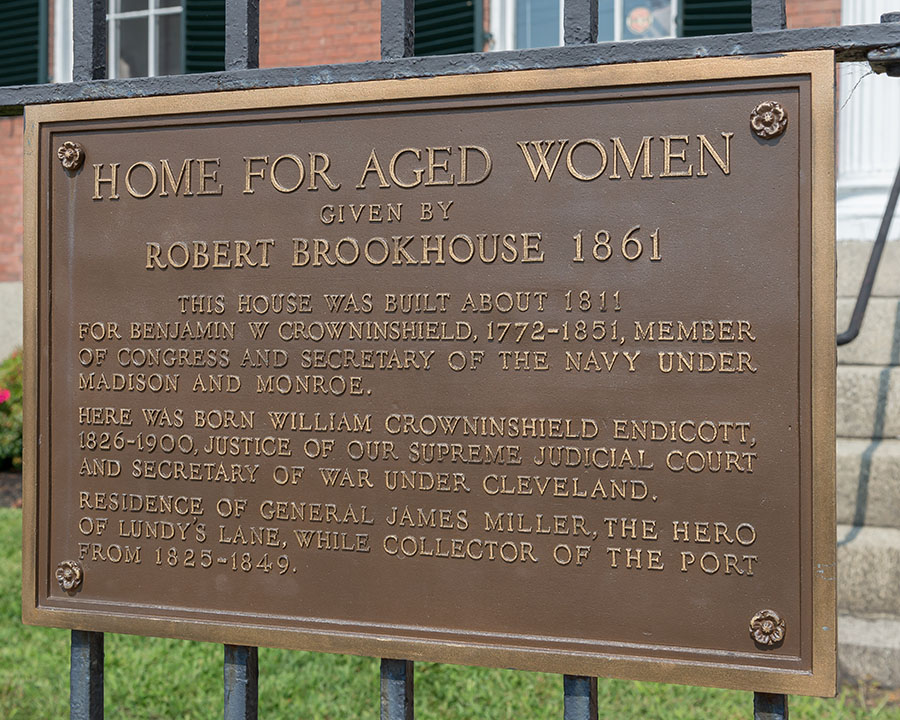 HOME FOR AGED WOMEN
GIVEN BY
ROBERT BROOKHOUSE 1861
THIS HOUSE WAS BUILT ABOUT 1811
FOR BENJAMIN W CROWNINSHIELD, 1772-1851, MEMBER
OF CONGRESS AND SECRETARY OF THE NAVY UNDER
MADISON AND MONROE.
HERE WAS BORN WILLIAM CROWNINSHIELD ENDICOTT,
1826-1900, JUSTICE OF OUR SUPREME JUDICIAL COURT
AND SECRETARY OF WAR UNDER CLEVELAND.
RESIDENCE OF GENERAL JAMES MILLER, THE HERO
OF LUNDY'S LANE, WHILE COLLECTOR OF THE PORT
FROM 1825-1849.